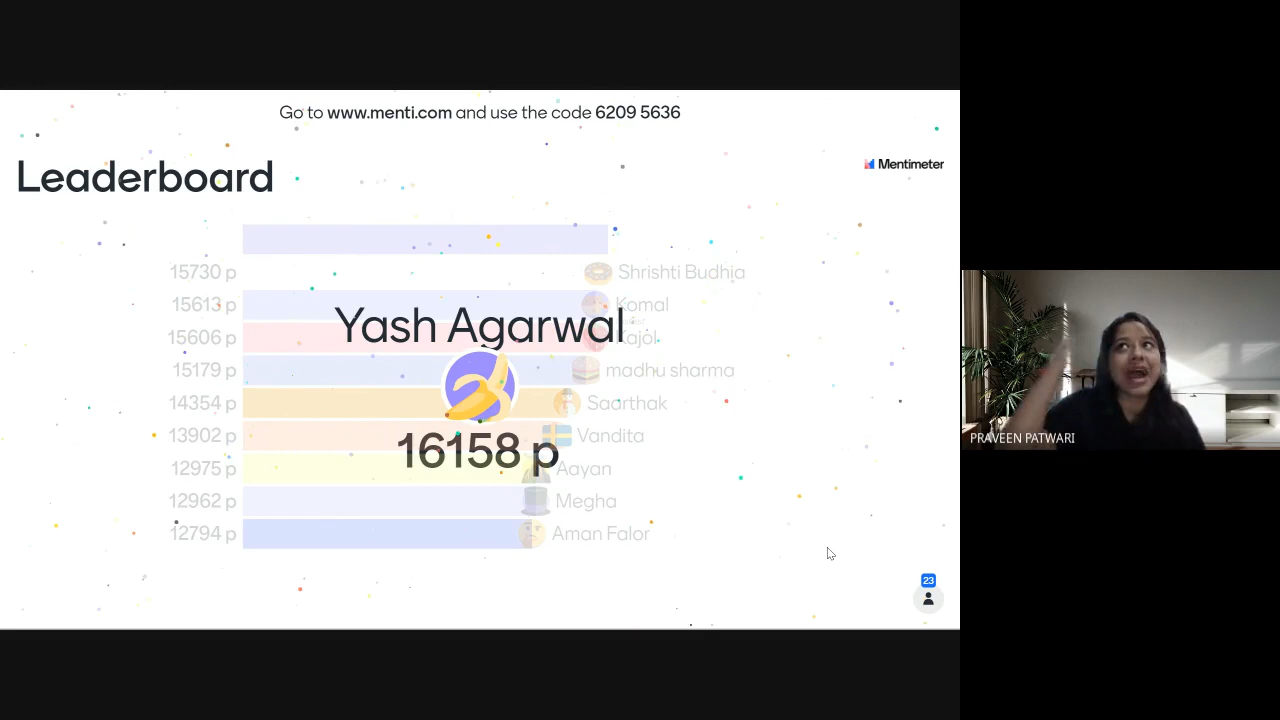 Go to www.menti.com and use the code 6209 5636
Leaderboard
Mentimeter
15730 p Shrishti Budhia
15613 p Komal
Yash Agarwal
15606 p Kajol
15179 p madhu sharma
14354 p Saarthak
13902 p Vandita
16158 p
12975 p Aayan
12962 p Megha
12794 p Aman Falor
23
PRAVEEN PATWARI